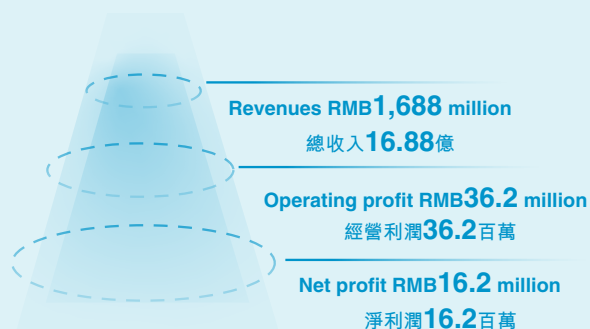 Revenues RMB1,688 million
總收入16.88億
Operating profit RMB36.2 million
經營利潤36.2百萬
Net profit RMB16.2 million
淨利潤16.2百萬